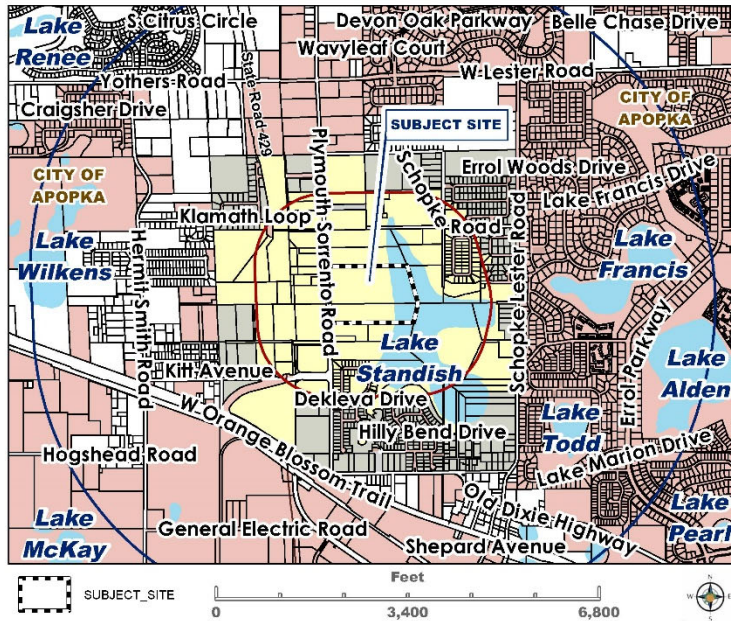 Lake
Renee
S Citrus Circle
Devon Oak Parkway
Belle Chase Drive
Wavyleaf Court
Yothers Road
W Lester Road
Craigsher Drive
State Road 429
CITY OF
APOPKA
SUBJECT SITE
CITY OF
APOPKA
Plymouth Sorrento Road
Schopke
Road
Errol Woods Drive
Lake Francis Drive
Klamath Loop
Lake
Wilkens
Hermit Smith Road
Schopke Lester Road
Lake
Francis
Errol Parkway
Lake
Standish
Lake
Alden
Kitt Avenue
Dekleva Drive
W Orange Blossom Trail
Hilly Bend Drive
Lake
Todd
Lake Marion Drive
Hogshead Road
Old Dixie Highway
Lake
McKay
General Electric Road
Shepard Avenue
Lake
Pearl
SUBJECT_SITE
Feet
0
3,400
6,800
N
W
E
S